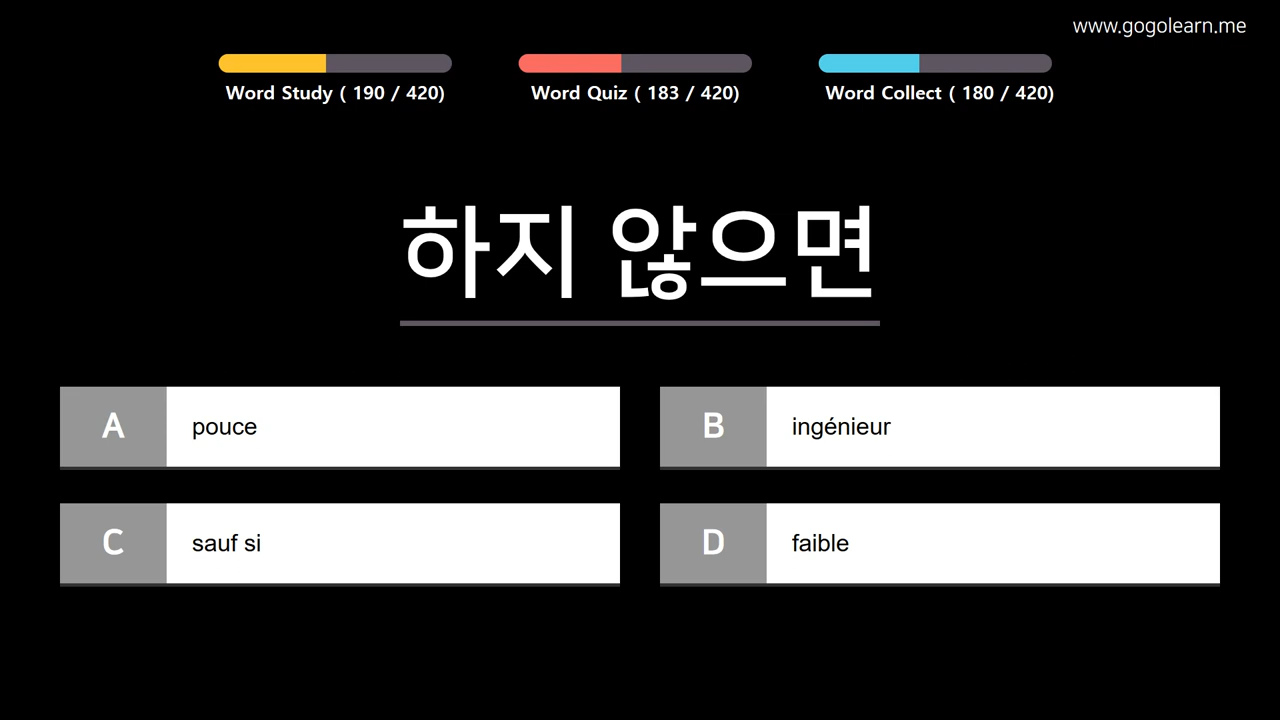 www.gogolearn.me
Word Study ( 190 / 420)
Word Quiz ( 183 / 420)
Word Collect ( 180 / 420)
하지 않으면
A pouce
B ingénieur
C sauf si
D faible